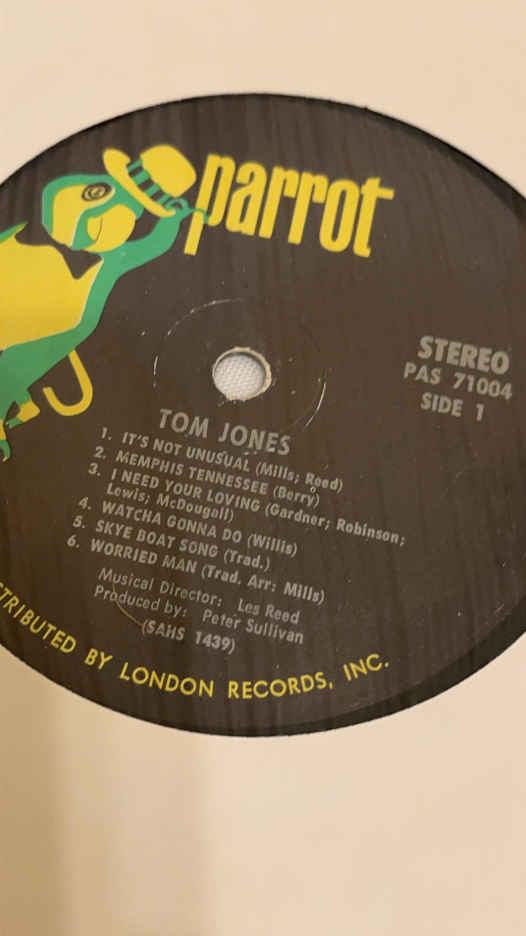 parrot
STEREO
PAS 71004
SIDE 1
TOM JONES
1. IT'S NOT UNUSUAL (Mills; Reed)
2. MEMPHIS TENNESSEE (Berry)
3. I NEED YOUR LOVING (Gardner; Robinson;
Lewis; McDougall)
4. WATCHA GONNA DO (Willis)
5. SKYE BOAT SONG (Trad.)
6. WORRIED MAN (Trad. Arr: Mills)
Musical Director: Les Reed
Produced by: Peter Sullivan
(SAHS 1439)
TRIBUTED BY LONDON RECORDS, INC.